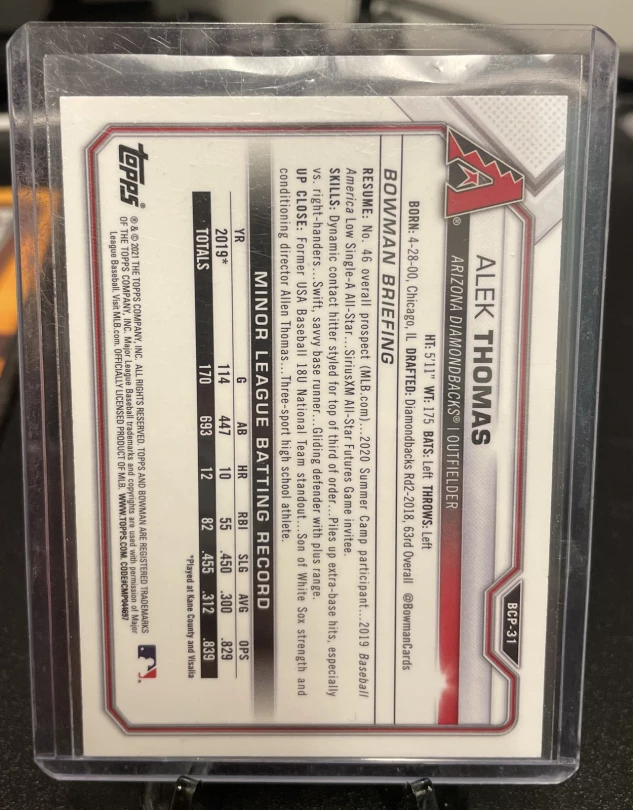 BCP-31
ALEK THOMAS
ARIZONA DIAMONDBACKS® | OUTFIELDER
HT: 5'11" WT: 175 BATS: Left THROWS: Left
BORN: 4-28-00, Chicago, IL DRAFTED: Diamondbacks Rd2-2018, 63rd Overall @BowmanCards
BOWMAN BRIEFING
RESUME: No. 46 overall prospect (MLB.com)...2020 Summer Camp participant...2019 Baseball
America Low Single-A All-Star...SiriusXM All-Star Futures Game invitee.
SKILLS: Dynamic contact hitter styled for top of third of order...Piles up extra-base hits, especially
vs. right-handers...Swift, savvy base runner...Gliding defender with plus range.
UP CLOSE: Former USA Baseball 18U National Team standout...Son of White Sox strength and
conditioning director Allen Thomas...Three-sport high school athlete.
MINOR LEAGUE BATTING RECORD
YR G AB HR RBI SLG AVG OPS
2019* 114 447 10 55 .450 .300 .829
TOTALS 170 693 12 82 .455 .312 .839
*Played at Kane County and Visalia
topps®
® & © 2021 THE TOPPS COMPANY, INC. ALL RIGHTS RESERVED. TOPPS AND BOWMAN ARE REGISTERED TRADEMARKS
OF THE TOPPS COMPANY, INC. Major League Baseball trademarks and copyrights are used with permission of Major
League Baseball. Visit MLB.com. OFFICIALLY LICENSED PRODUCT OF MLB. WWW.TOPPS.COM. CODE#CMP044697